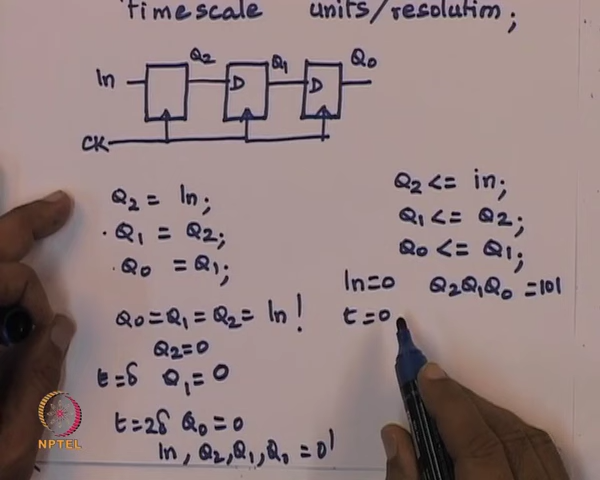 timescale units/resolutim;
In Q2 D Q1 D Q0
CK
Q2 = In;
Q1 = Q2;
Q0 = Q1;
Q0 = Q1 = Q2 = In!
Q2 = 0
t = δ Q1 = 0
t = 2δ Q0 = 0
In, Q2, Q1, Q0 = 0'
Q2 <= in;
Q1 <= Q2;
Q0 <= Q1;
In=0 Q2Q1Q0 = 101
t=0
NPTEL